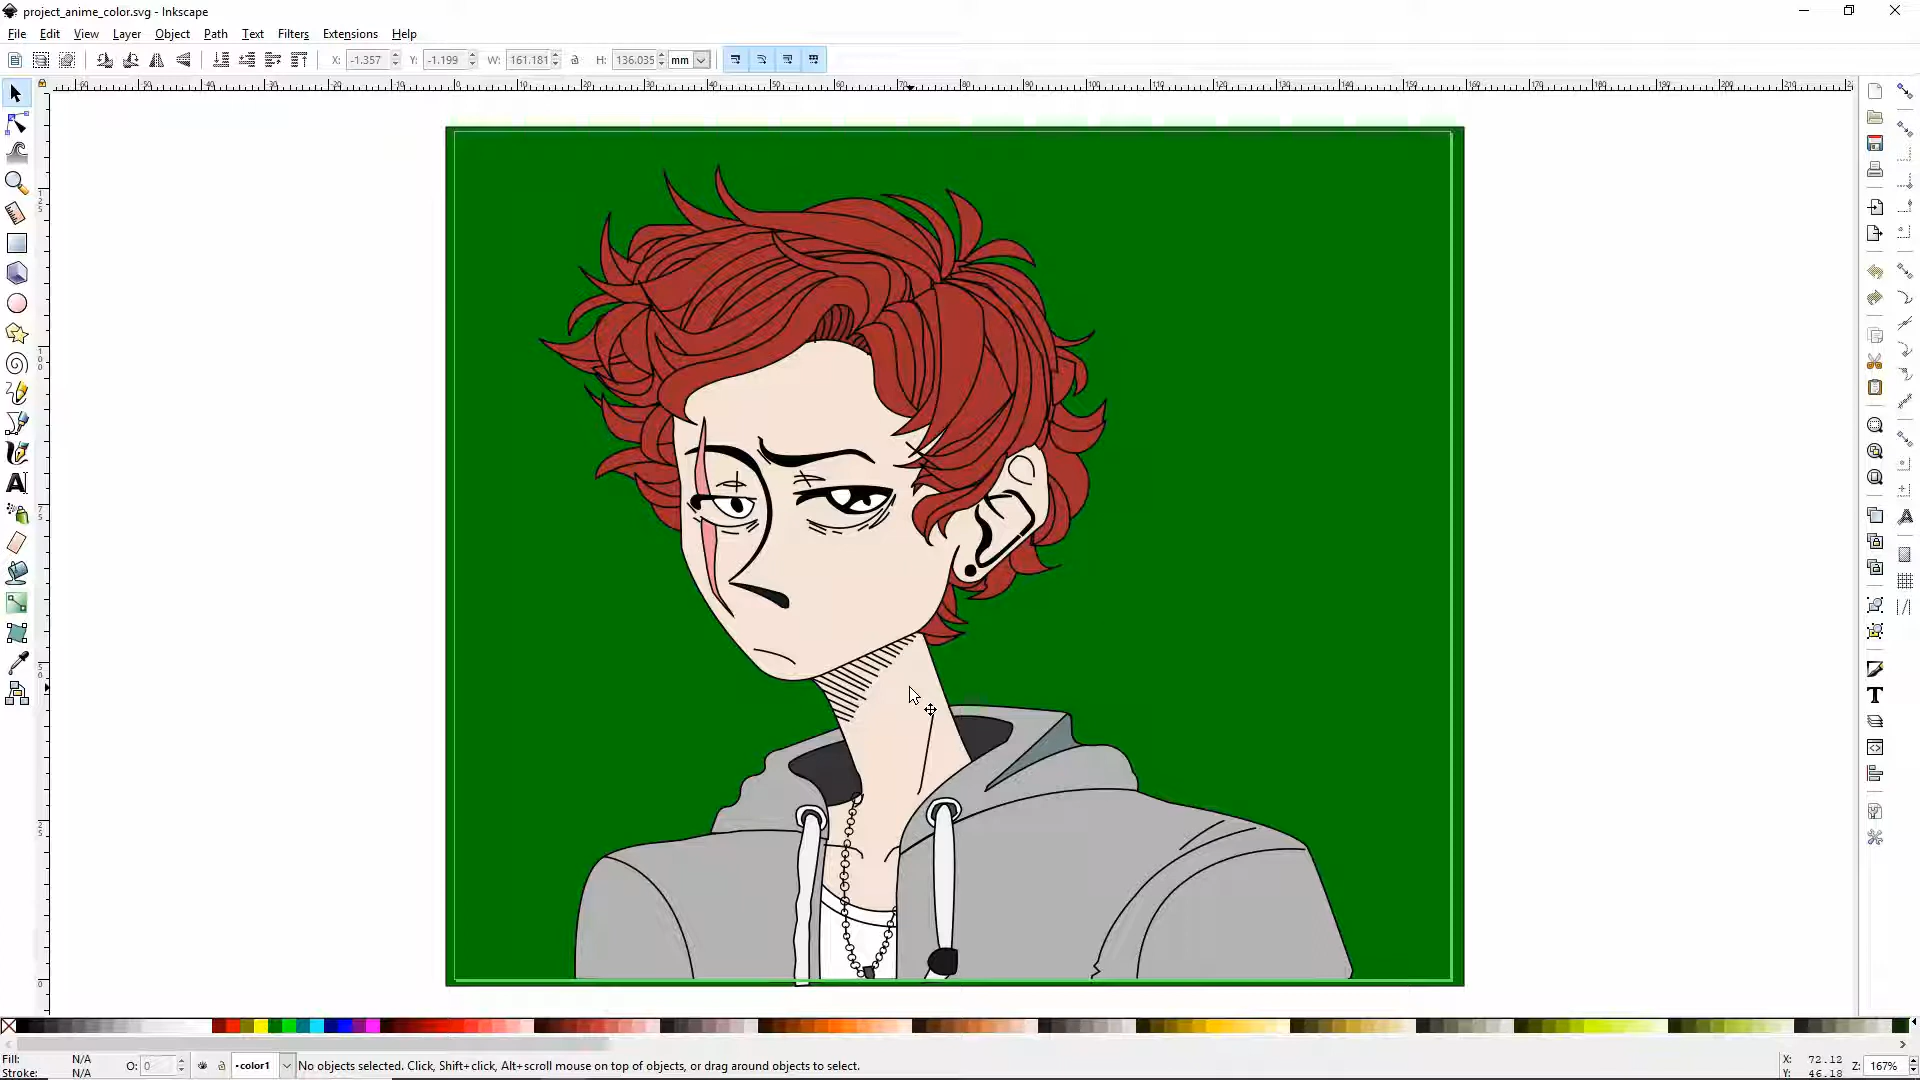 project_anime_color.svg - Inkscape
File Edit View Layer Object Path Text Filters Extensions Help
X: -1.357 Y: -1.199 W: 161.181 H: 136.035 mm
Fill: N/A O: 0 •color1 No objects selected. Click, Shift+click, Alt+scroll mouse on top of objects, or drag around objects to select. X: 72.12 Z: 167%
Stroke: N/A Y: 46.18